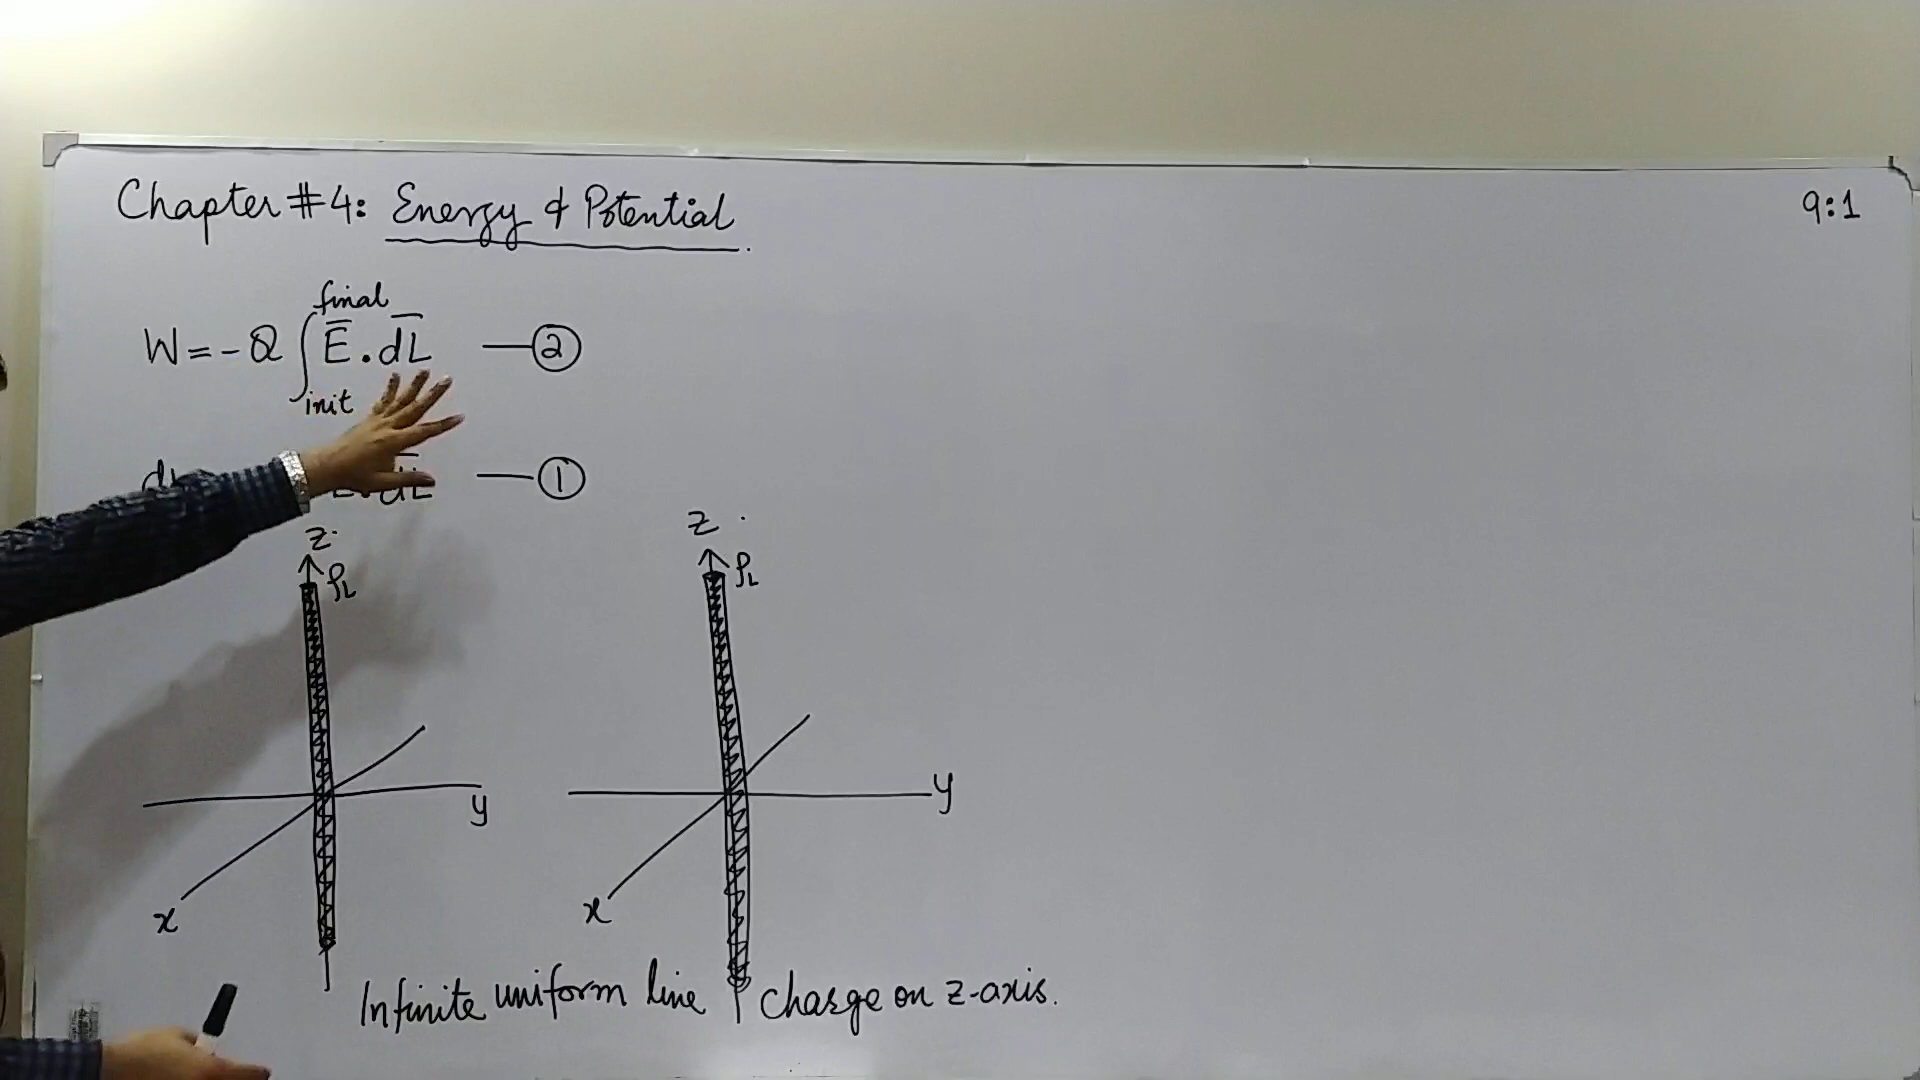 Chapter #4: Energy & Potential.
9:1
W = -Q ∫ E̅ . d̅L̅ — ②
final
init
E . dL — ①
z
ρL
y
x
z
ρL
y
x
Infinite uniform line charge on z-axis.